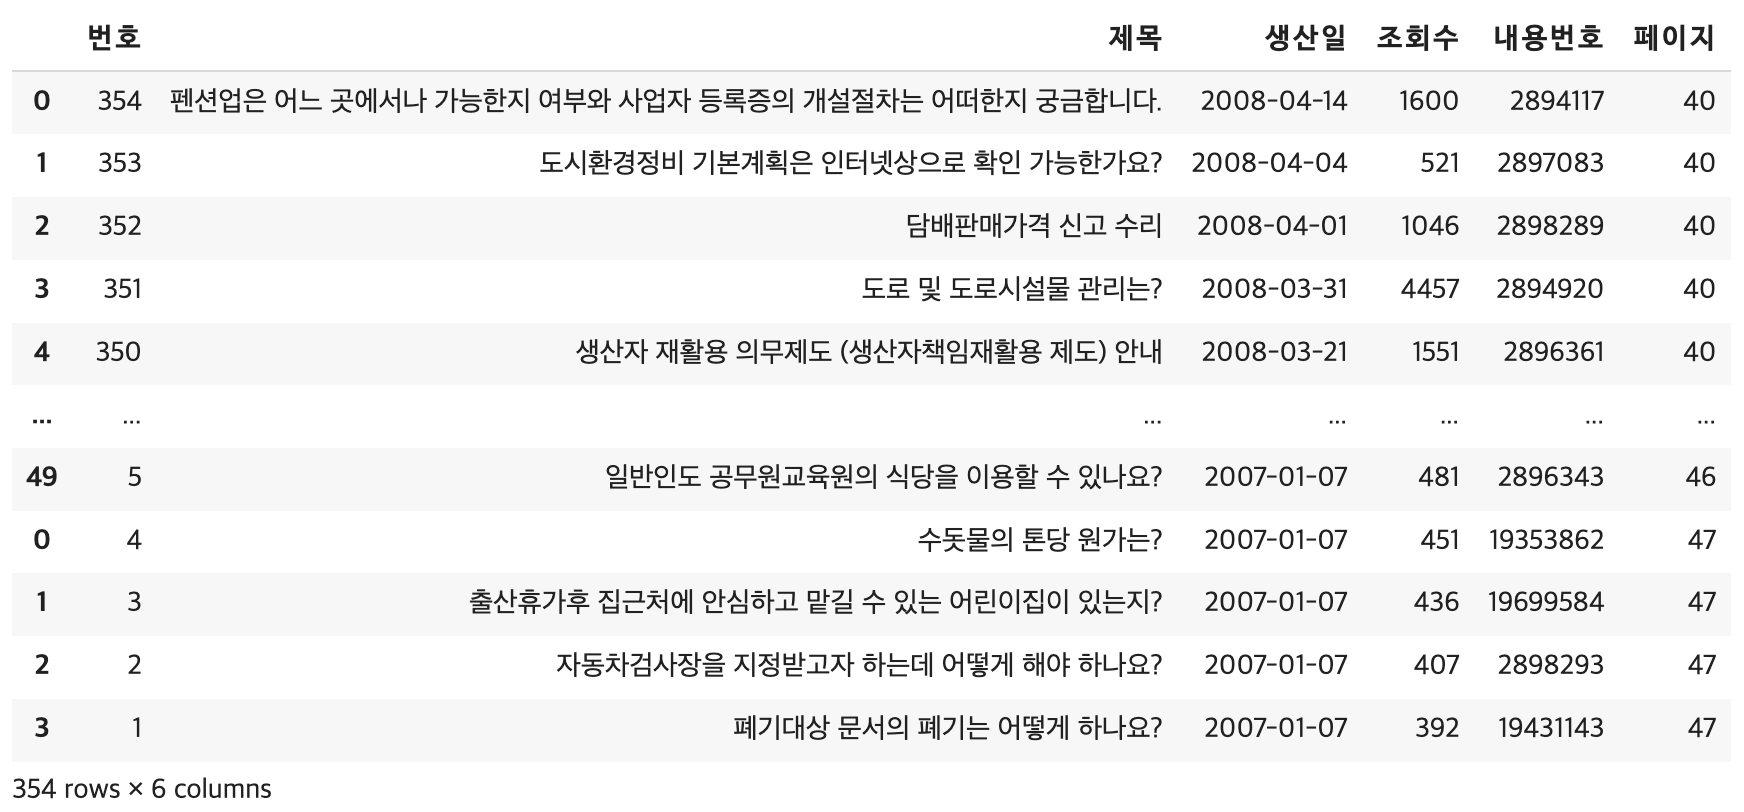 번호 제목 생산일 조회수 내용번호 페이지
0 354 펜션업은 어느 곳에서나 가능한지 여부와 사업자 등록증의 개설절차는 어떠한지 궁금합니다. 2008-04-14 1600 2894117 40
1 353 도시환경정비 기본계획은 인터넷상으로 확인 가능한가요? 2008-04-04 521 2897083 40
2 352 담배판매가격 신고 수리 2008-04-01 1046 2898289 40
3 351 도로 및 도로시설물 관리는? 2008-03-31 4457 2894920 40
4 350 생산자 재활용 의무제도 (생산자책임재활용 제도) 안내 2008-03-21 1551 2896361 40
... ... ... ... ... ... ...
49 5 일반인도 공무원교육원의 식당을 이용할 수 있나요? 2007-01-07 481 2896343 46
0 4 수돗물의 톤당 원가는? 2007-01-07 451 19353862 47
1 3 출산휴가후 집근처에 안심하고 맡길 수 있는 어린이집이 있는지? 2007-01-07 436 19699584 47
2 2 자동차검사장을 지정받고자 하는데 어떻게 해야 하나요? 2007-01-07 407 2898293 47
3 1 폐기대상 문서의 폐기는 어떻게 하나요? 2007-01-07 392 19431143 47
354 rows × 6 columns